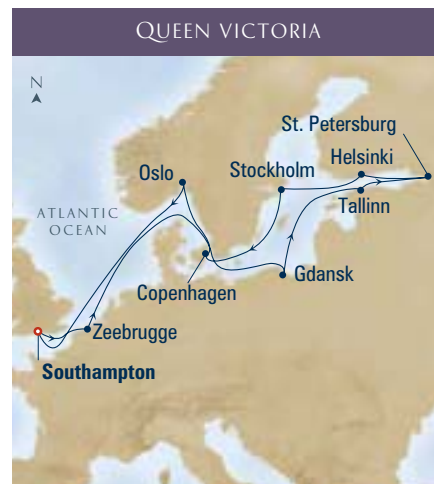 QUEEN VICTORIA
N
St. Petersburg
Helsinki
Oslo
Stockholm
Tallinn
ATLANTIC
OCEAN
Gdansk
Copenhagen
Zeebrugge
Southampton